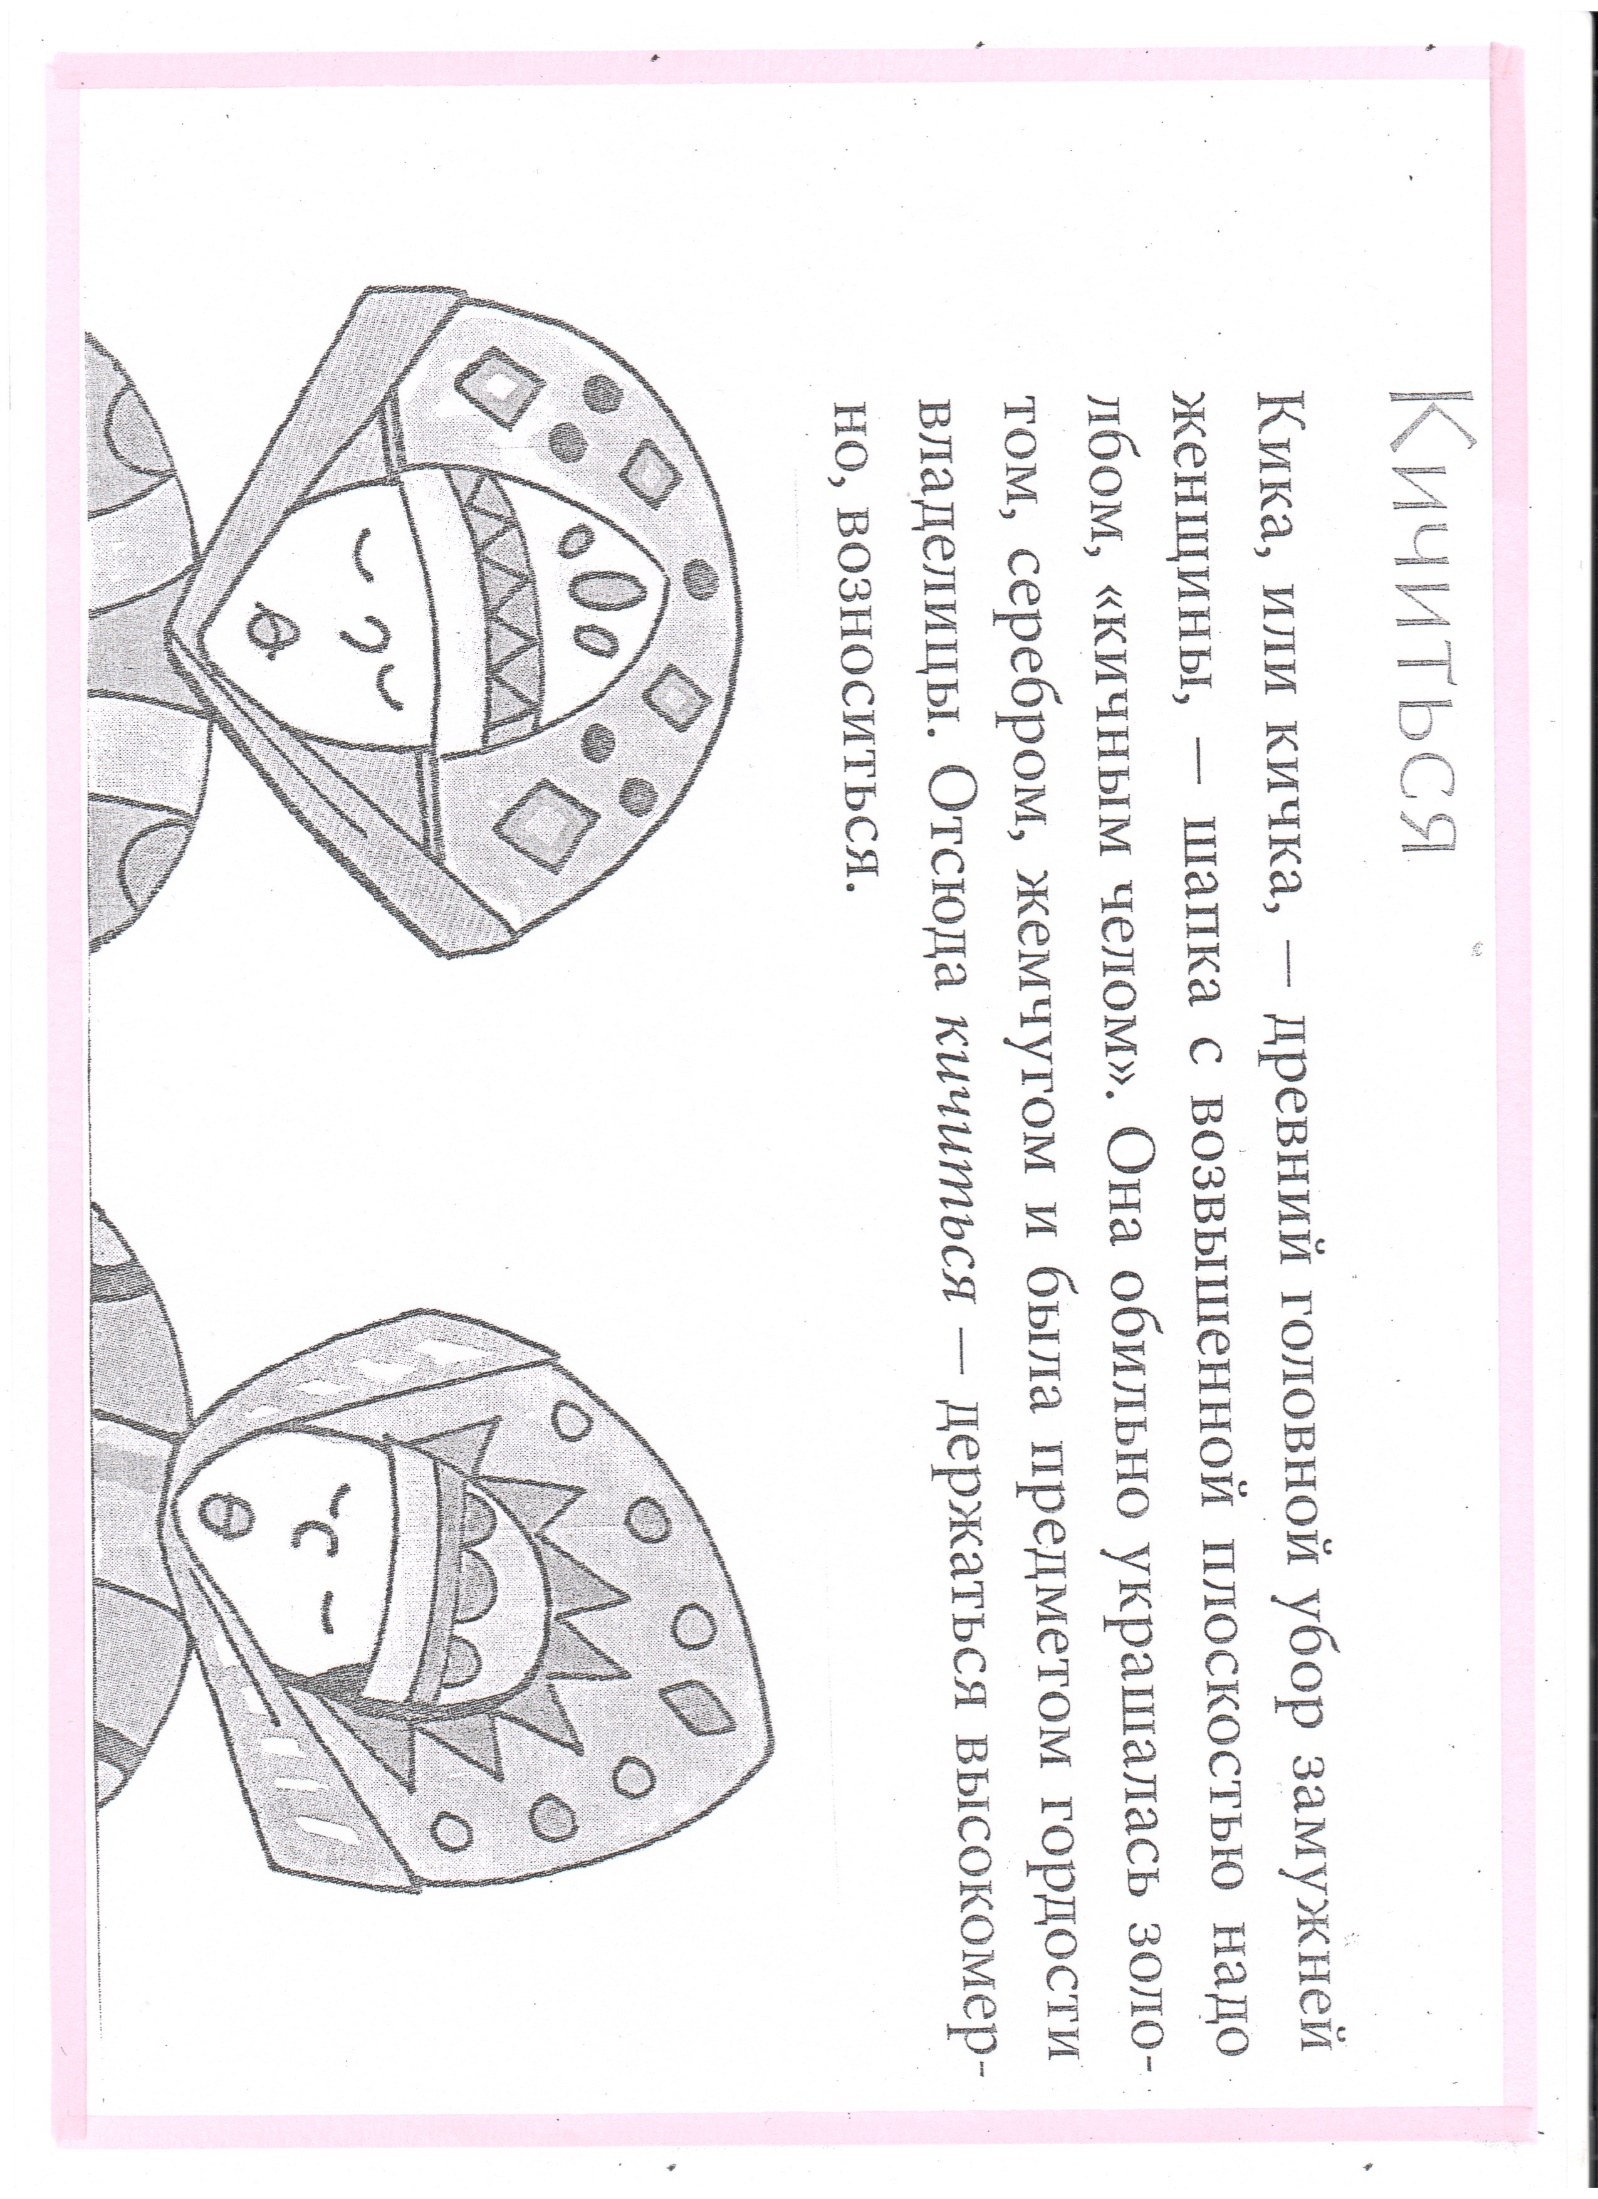 Кичиться
Кика, или кичка, — древний головной убор замужней
женщины, — шапка с возвышенной плоскостью надо
лбом, «кичным челом». Она обильно украшалась золо-
том, серебром, жемчугом и была предметом гордости
владелицы. Отсюда кичиться — держаться высокомер-
но, возноситься.